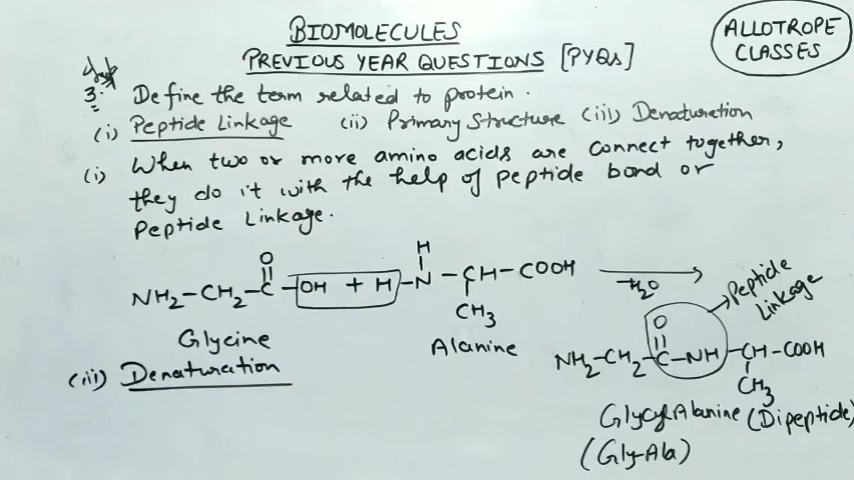 BIOMOLECULES
PREVIOUS YEAR QUESTIONS [PYQs]
ALLOTROPE
CLASSES
3. Define the term related to protein.
(i) Peptide Linkage (ii) Primary Structure (iii) Denaturation
(i) When two or more amino acids are connect together,
they do it with the help of peptide bond or
Peptide Linkage.
O
H
NH2-CH2-C-OH + H-N-CH-COOH
-H2O
CH3
Glycine
Alanine
Peptide
Linkage
O
NH2-CH2-C-NH-CH-COOH
CH3
(iii) Denaturation
GlycylAlanine (Dipeptide)
(Gly-Ala)